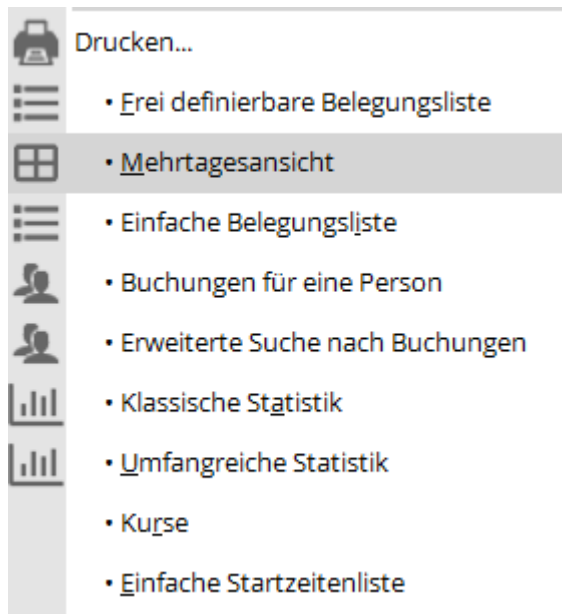 Drucken...
• Frei definierbare Belegungsliste
• Mehrtagesansicht
• Einfache Belegungsliste
• Buchungen für eine Person
• Erweiterte Suche nach Buchungen
• Klassische Statistik
• Umfangreiche Statistik
• Kurse
• Einfache Startzeitenliste